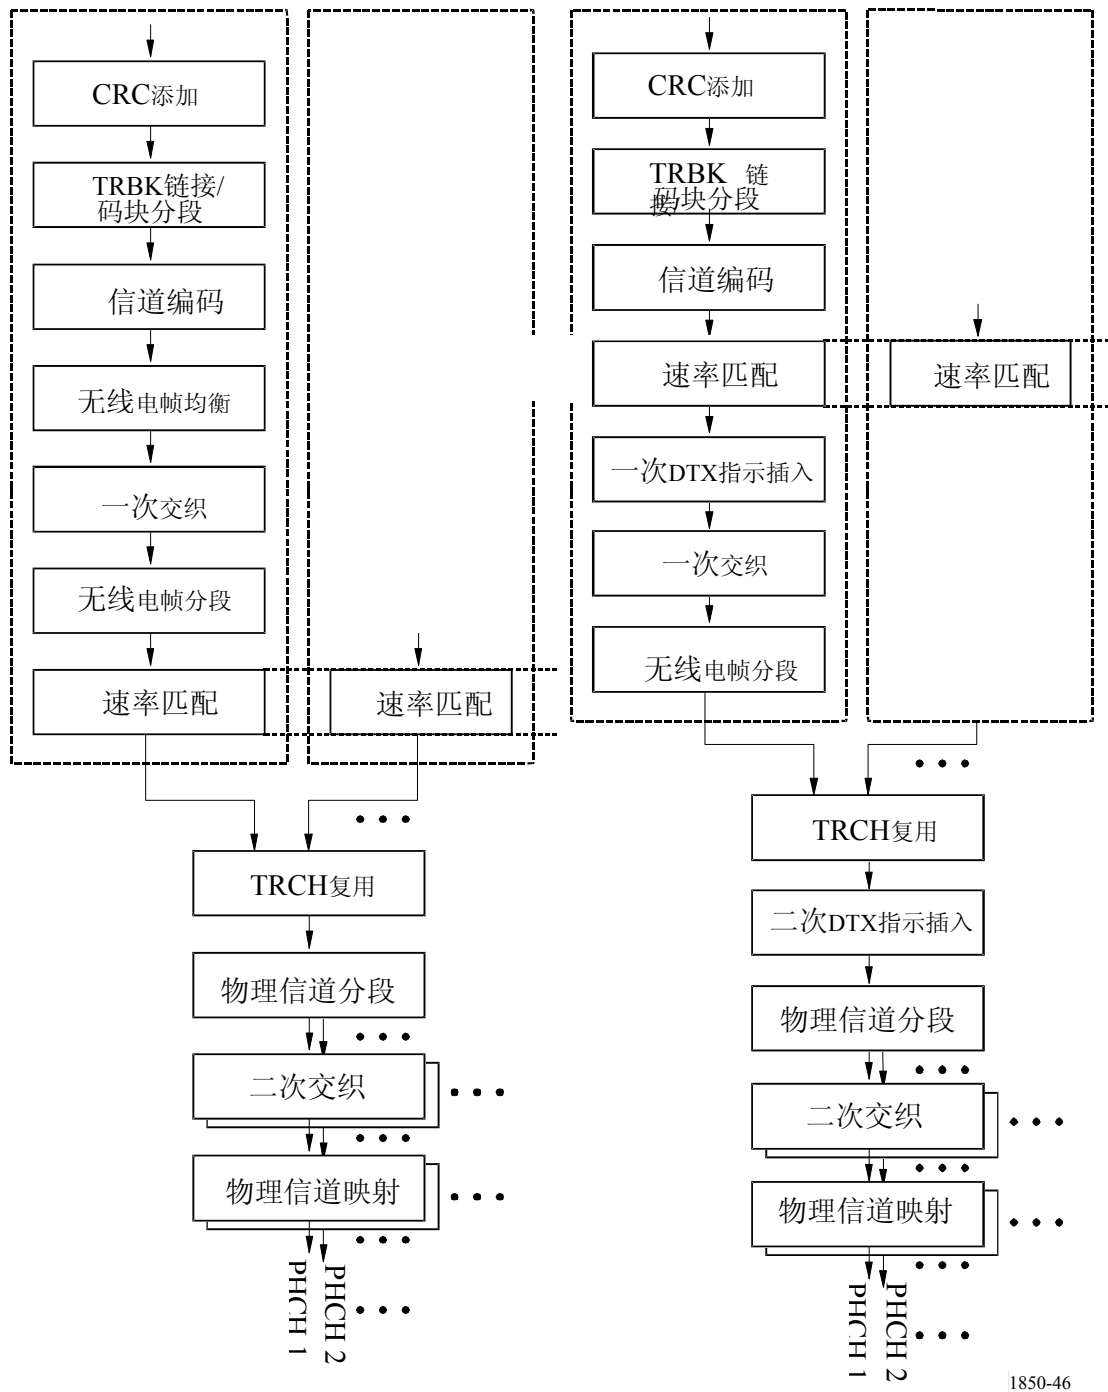 CRC添加
TRBK链接/
码块分段
信道编码
无线电帧均衡
一次交织
无线电帧分段
速率匹配
速率匹配
TRCH复用
物理信道分段
二次交织
物理信道映射
PHCH 1
PHCH 2
CRC添加
TRBK 链
接/
码块分段
信道编码
速率匹配
速率匹配
一次DTX指示插入
一次交织
无线电帧分段
TRCH复用
二次DTX指示插入
物理信道分段
二次交织
物理信道映射
PHCH 1
PHCH 2
1850-46